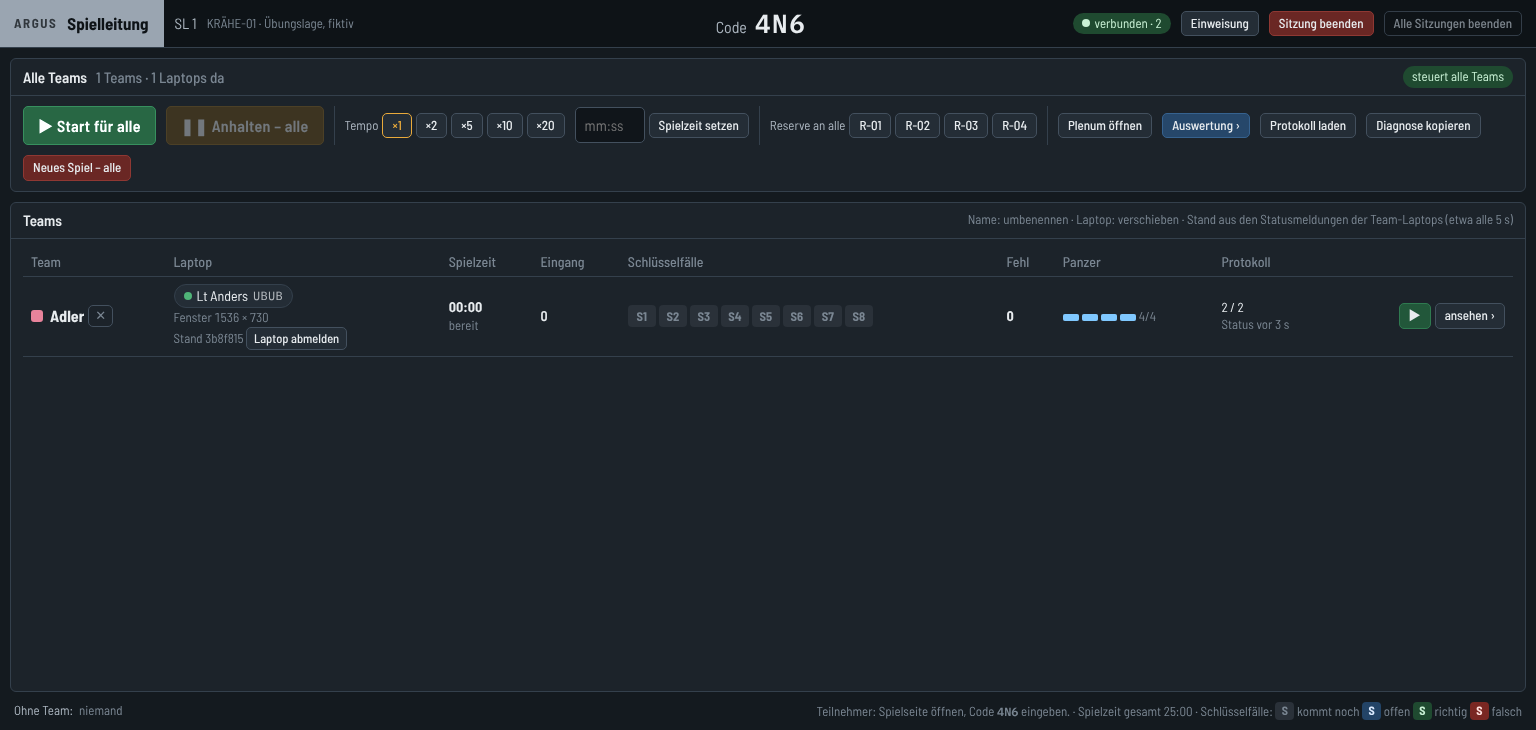 ARGUS Spielleitung SL 1 KRÄHE-01 · Übungslage, fiktiv Code 4N6 verbunden · 2 Einweisung Sitzung beenden Alle Sitzungen beenden
Alle Teams 1 Teams · 1 Laptops da steuert alle Teams
▶ Start für alle ❚❚ Anhalten – alle Tempo ×1 ×2 ×5 ×10 ×20 mm:ss Spielzeit setzen Reserve an alle R-01 R-02 R-03 R-04 Plenum öffnen Auswertung › Protokoll laden Diagnose kopieren
Neues Spiel – alle
Teams Name: umbenennen · Laptop: verschieben · Stand aus den Statusmeldungen der Team-Laptops (etwa alle 5 s)
Team Laptop Spielzeit Eingang Schlüsselfälle Fehl Panzer Protokoll
Adler × Lt Anders UBUB 00:00 0 S1 S2 S3 S4 S5 S6 S7 S8 0 4/4 2 / 2 ▶ ansehen ›
Fenster 1536 × 730 bereit Status vor 3 s
Stand 3b8f815 Laptop abmelden
Ohne Team: niemand Teilnehmer: Spielseite öffnen, Code 4N6 eingeben. · Spielzeit gesamt 25:00 · Schlüsselfälle: S kommt noch S offen S richtig S falsch